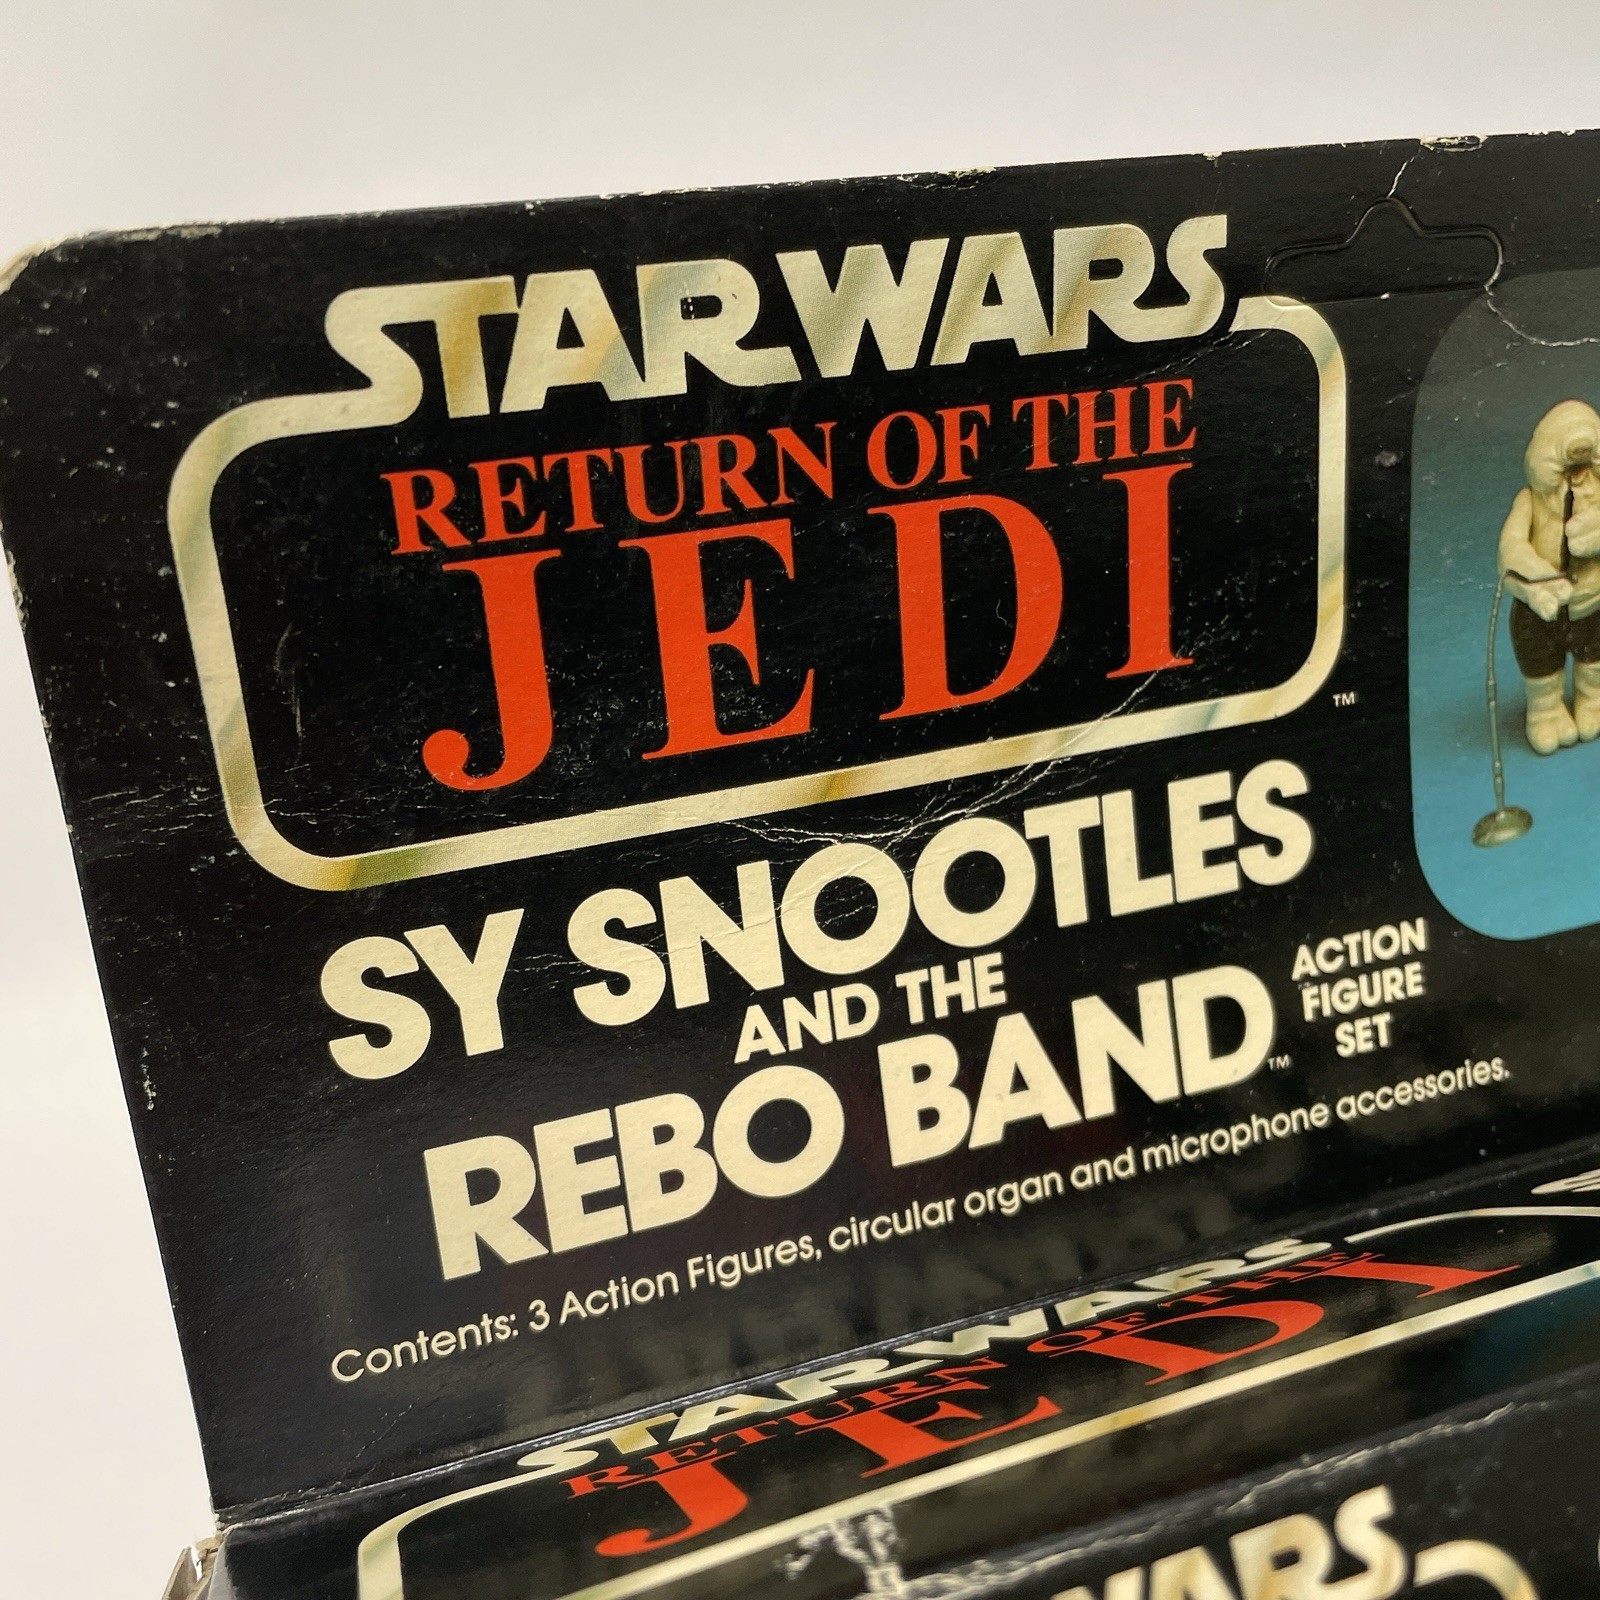 STAR WARS
RETURN OF THE
JEDI
TM
SY SNOOTLES
AND THE
REBO BAND TM
ACTION
FIGURE
SET
Contents: 3 Action Figures, circular organ and microphone accessories.
STAR WARS
RETURN OF THE
JEDI
WARS